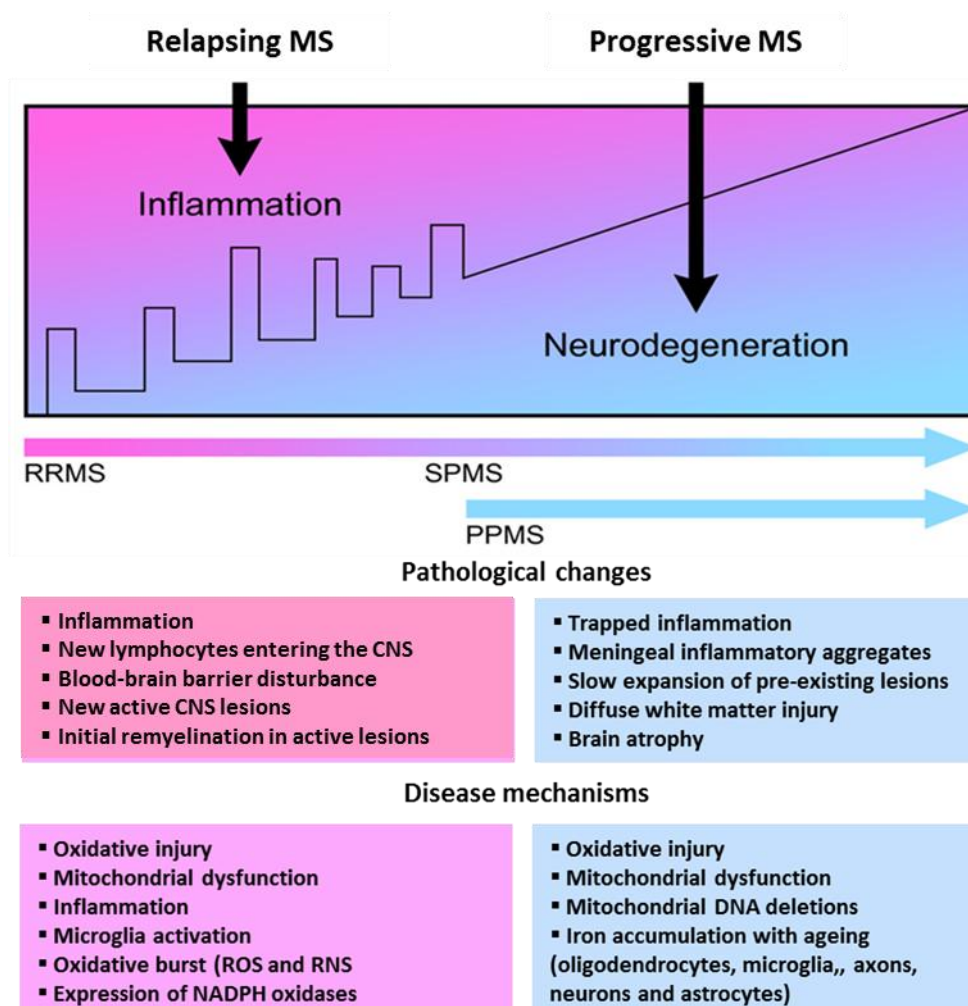 Relapsing MS
Progressive MS
Inflammation
Neurodegeneration
RRMS
SPMS
PPMS
Pathological changes
▪ Inflammation
▪ New lymphocytes entering the CNS
▪ Blood-brain barrier disturbance
▪ New active CNS lesions
▪ Initial remyelination in active lesions
▪ Trapped inflammation
▪ Meningeal inflammatory aggregates
▪ Slow expansion of pre-existing lesions
▪ Diffuse white matter injury
▪ Brain atrophy
Disease mechanisms
▪ Oxidative injury
▪ Mitochondrial dysfunction
▪ Inflammation
▪ Microglia activation
▪ Oxidative burst (ROS and RNS
▪ Expression of NADPH oxidases
▪ Oxidative injury
▪ Mitochondrial dysfunction
▪ Mitochondrial DNA deletions
▪ Iron accumulation with ageing
(oligodendrocytes, microglia,, axons,
neurons and astrocytes)